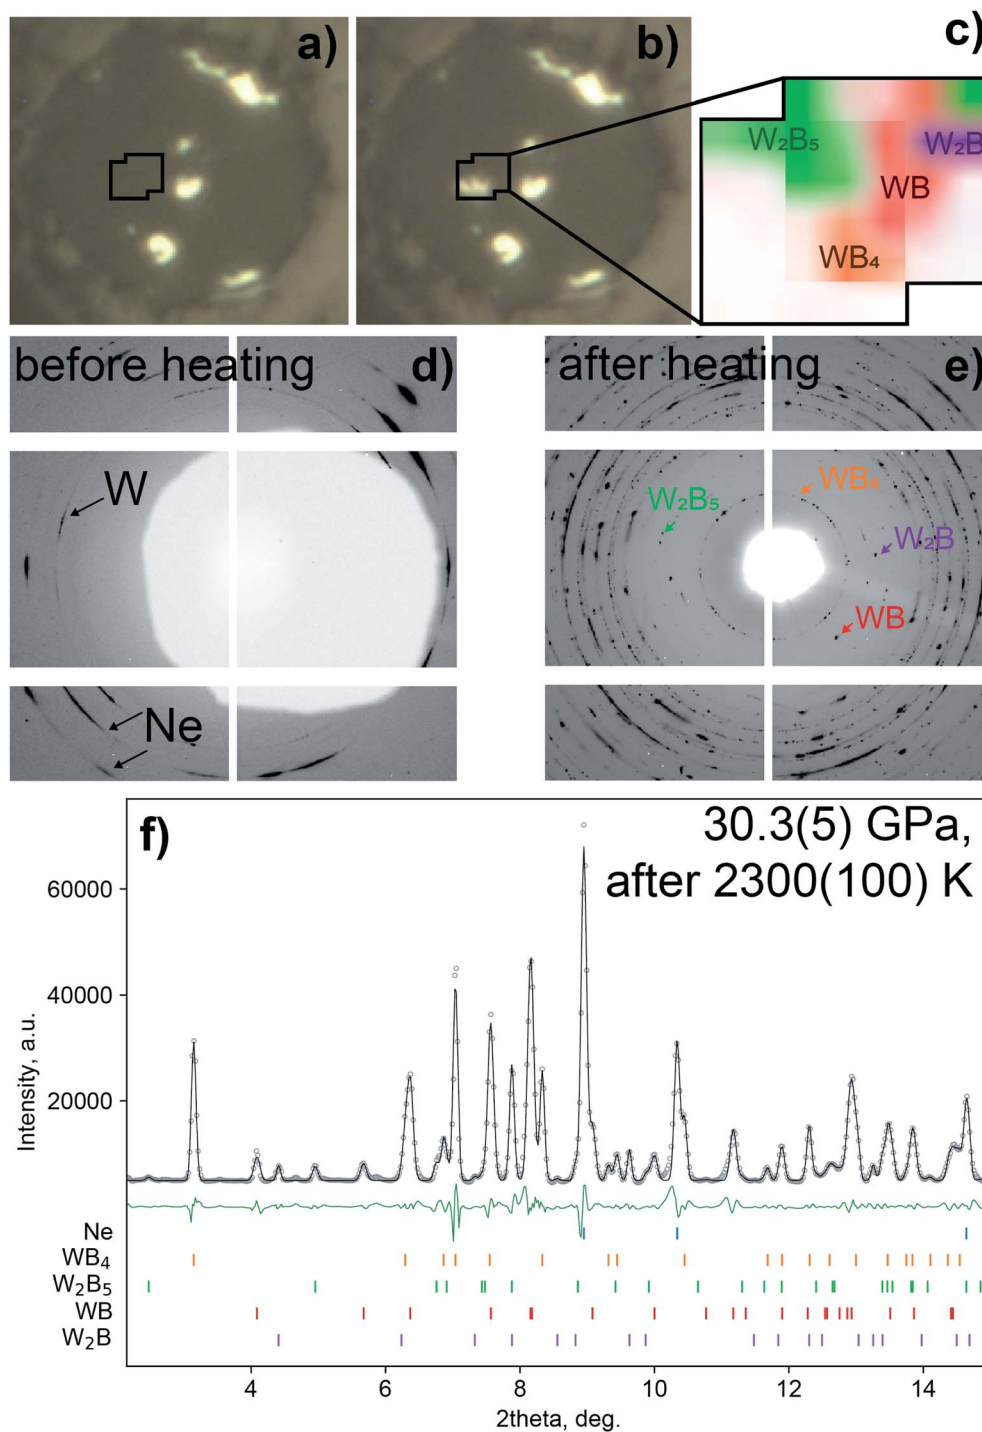 a)
b)
c)
W₂B₅
W₂B
WB
WB₄
before heating
d)
W
Ne
after heating
e)
WB₄
W₂B₅
W₂B
WB
f)
30.3(5) GPa,
after 2300(100) K
Intensity, a.u.
60000
40000
20000
Ne
WB₄
W₂B₅
WB
W₂B
4 6 8 10 12 14
2theta, deg.